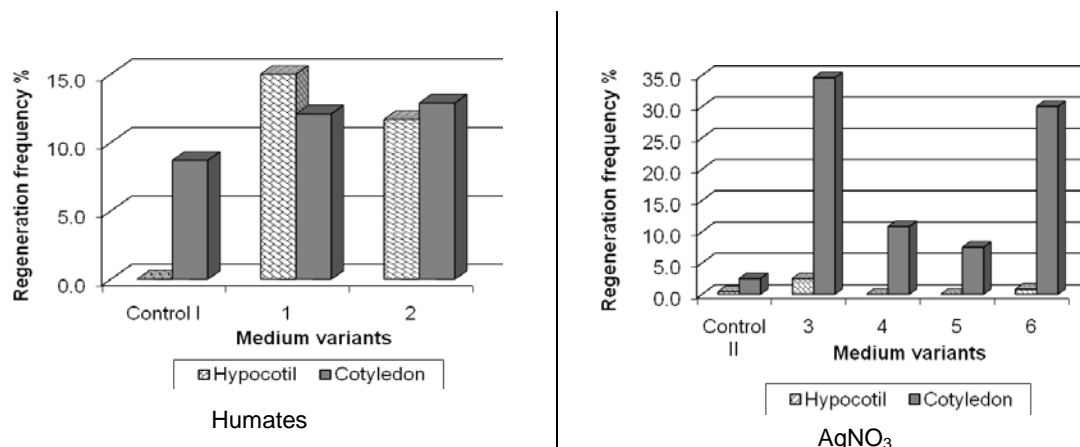 Regeneration frequency %
15.0
10.0
5.0
0.0
Control I 1 2
Medium variants
Hypocotil Cotyledon
Humates
Regeneration frequency %
35.0
30.0
25.0
20.0
15.0
10.0
5.0
0.0
Control 3 4 5 6
II
Medium variants
Hypocotil Cotyledon
AgNO₃